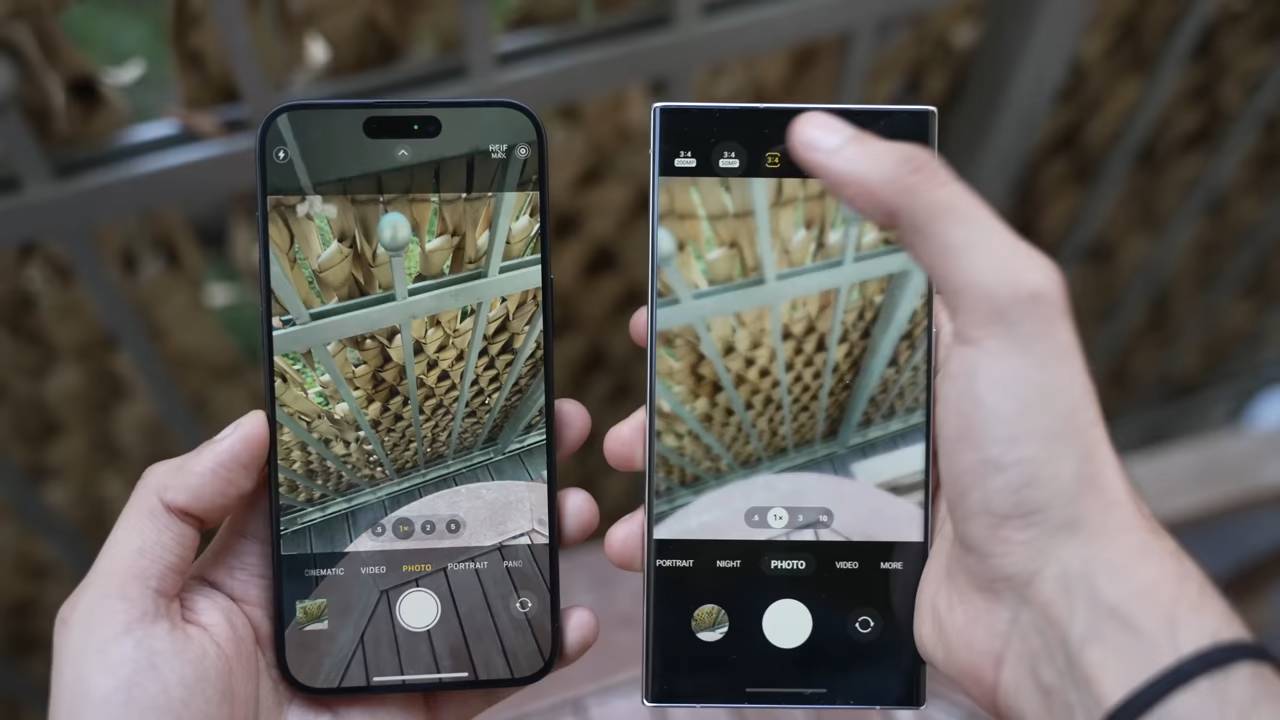 HEIF
MAX
.5 1× 2 5
CINEMATIC VIDEO PHOTO PORTRAIT PANO
3:4 3:4 3:4
200MP 50MP
.6 1× 3 10
PORTRAIT NIGHT PHOTO VIDEO MORE